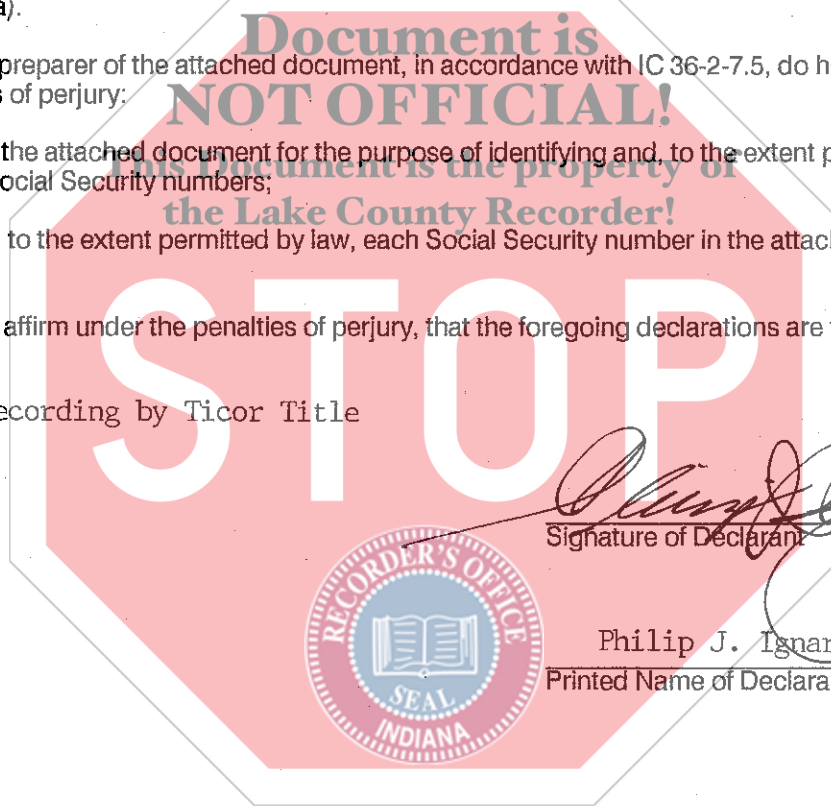 a).
Document is
preparer of the attached document, in accordance with IC 36-2-7.5, do h
s of perjury:
NOT OFFICIAL!
the attached document for the purpose of identifying and, to the extent p
This Document is the property of
ocial Security numbers;
the Lake County Recorder!
to the extent permitted by law, each Social Security number in the attac
STOP
affirm under the penalties of perjury, that the foregoing declarations are
ecording by Ticor Title
Signature of Declarant
Philip J. Ignar
Printed Name of Declara
RECORDER'S OFFICE
SEAL
INDIANA